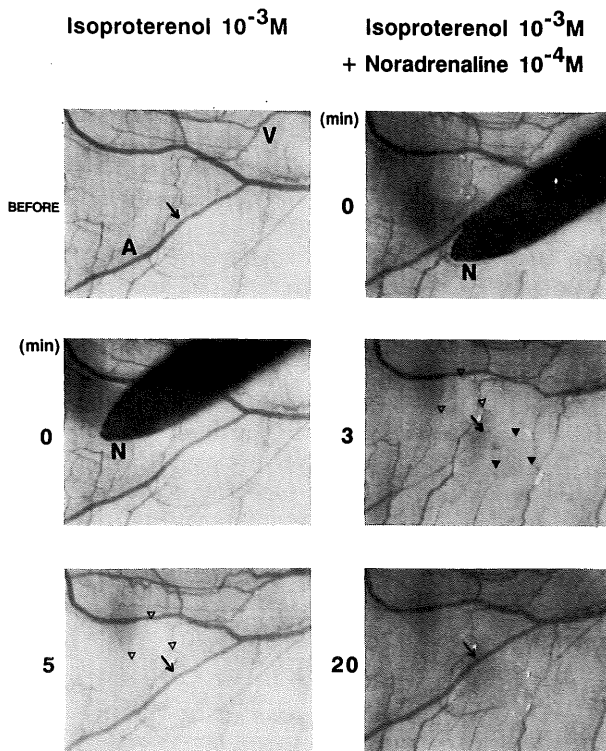 Isoproterenol 10⁻³M
Isoproterenol 10⁻³M
+ Noradrenaline 10⁻⁴M
BEFORE
V
A
(min)
0
N
(min)
0
N
3
5
20